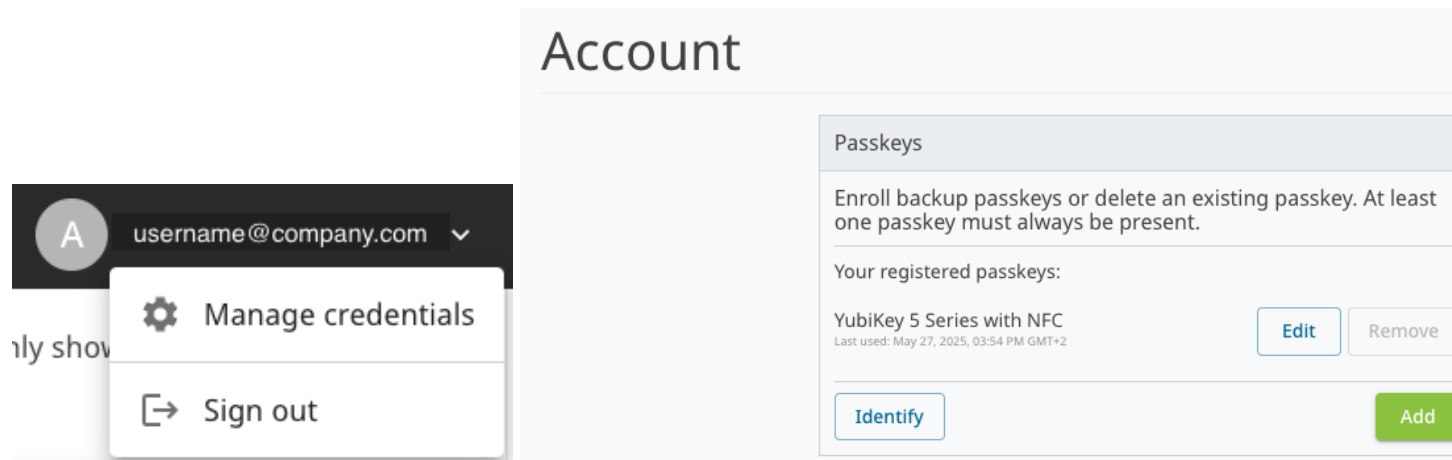 A
username@company.com
Manage credentials
Sign out
Account
Passkeys
Enroll backup passkeys or delete an existing passkey. At least
one passkey must always be present.
Your registered passkeys:
YubiKey 5 Series with NFC
Last used: May 27, 2025, 03:54 PM GMT+2
Edit
Remove
Identify
Add